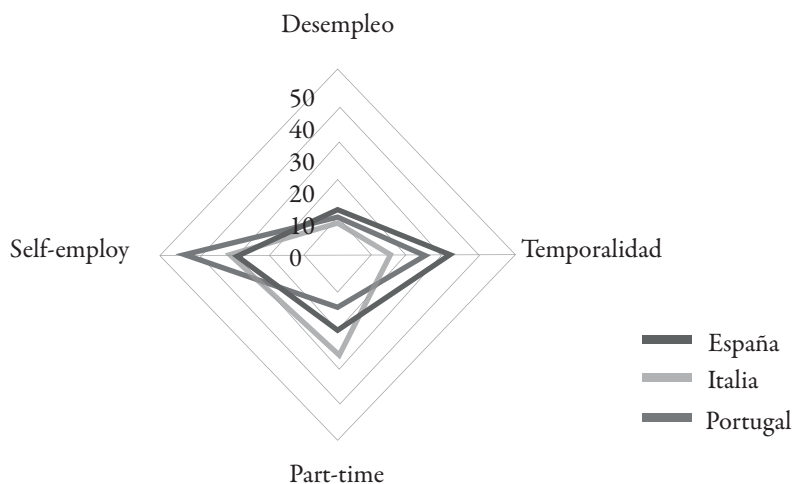 Desempleo
50
40
30
20
10
0
Self-employ
Temporalidad
España
Italia
Portugal
Part-time